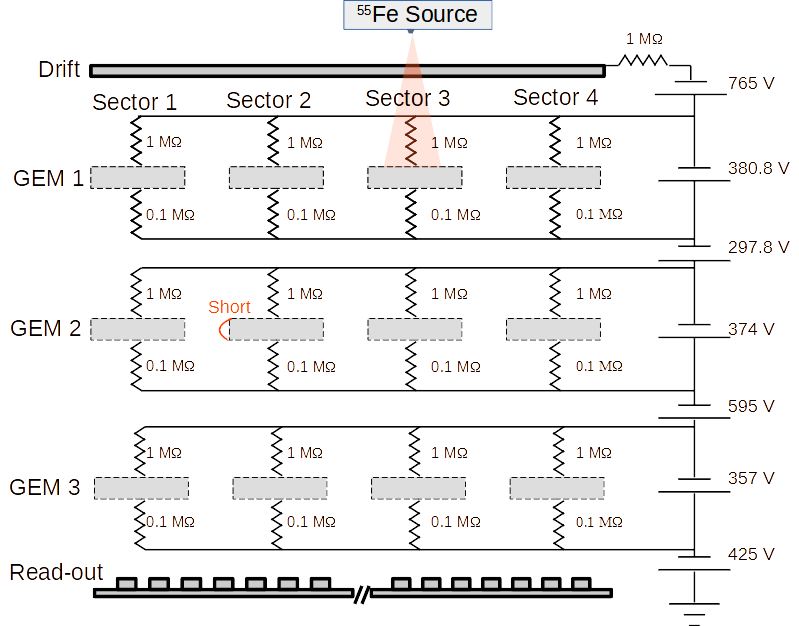 ⁵⁵Fe Source
1 MΩ
Drift
765 V
Sector 1 Sector 2 Sector 3 Sector 4
1 MΩ 1 MΩ 1 MΩ 1 MΩ
380.8 V
GEM 1
0.1 MΩ 0.1 MΩ 0.1 MΩ 0.1 MΩ
297.8 V
1 MΩ 1 MΩ 1 MΩ 1 MΩ
Short
GEM 2
374 V
0.1 MΩ 0.1 MΩ 0.1 MΩ 0.1 MΩ
595 V
1 MΩ 1 MΩ 1 MΩ 1 MΩ
357 V
GEM 3
0.1 MΩ 0.1 MΩ 0.1 MΩ 0.1 MΩ
425 V
Read-out